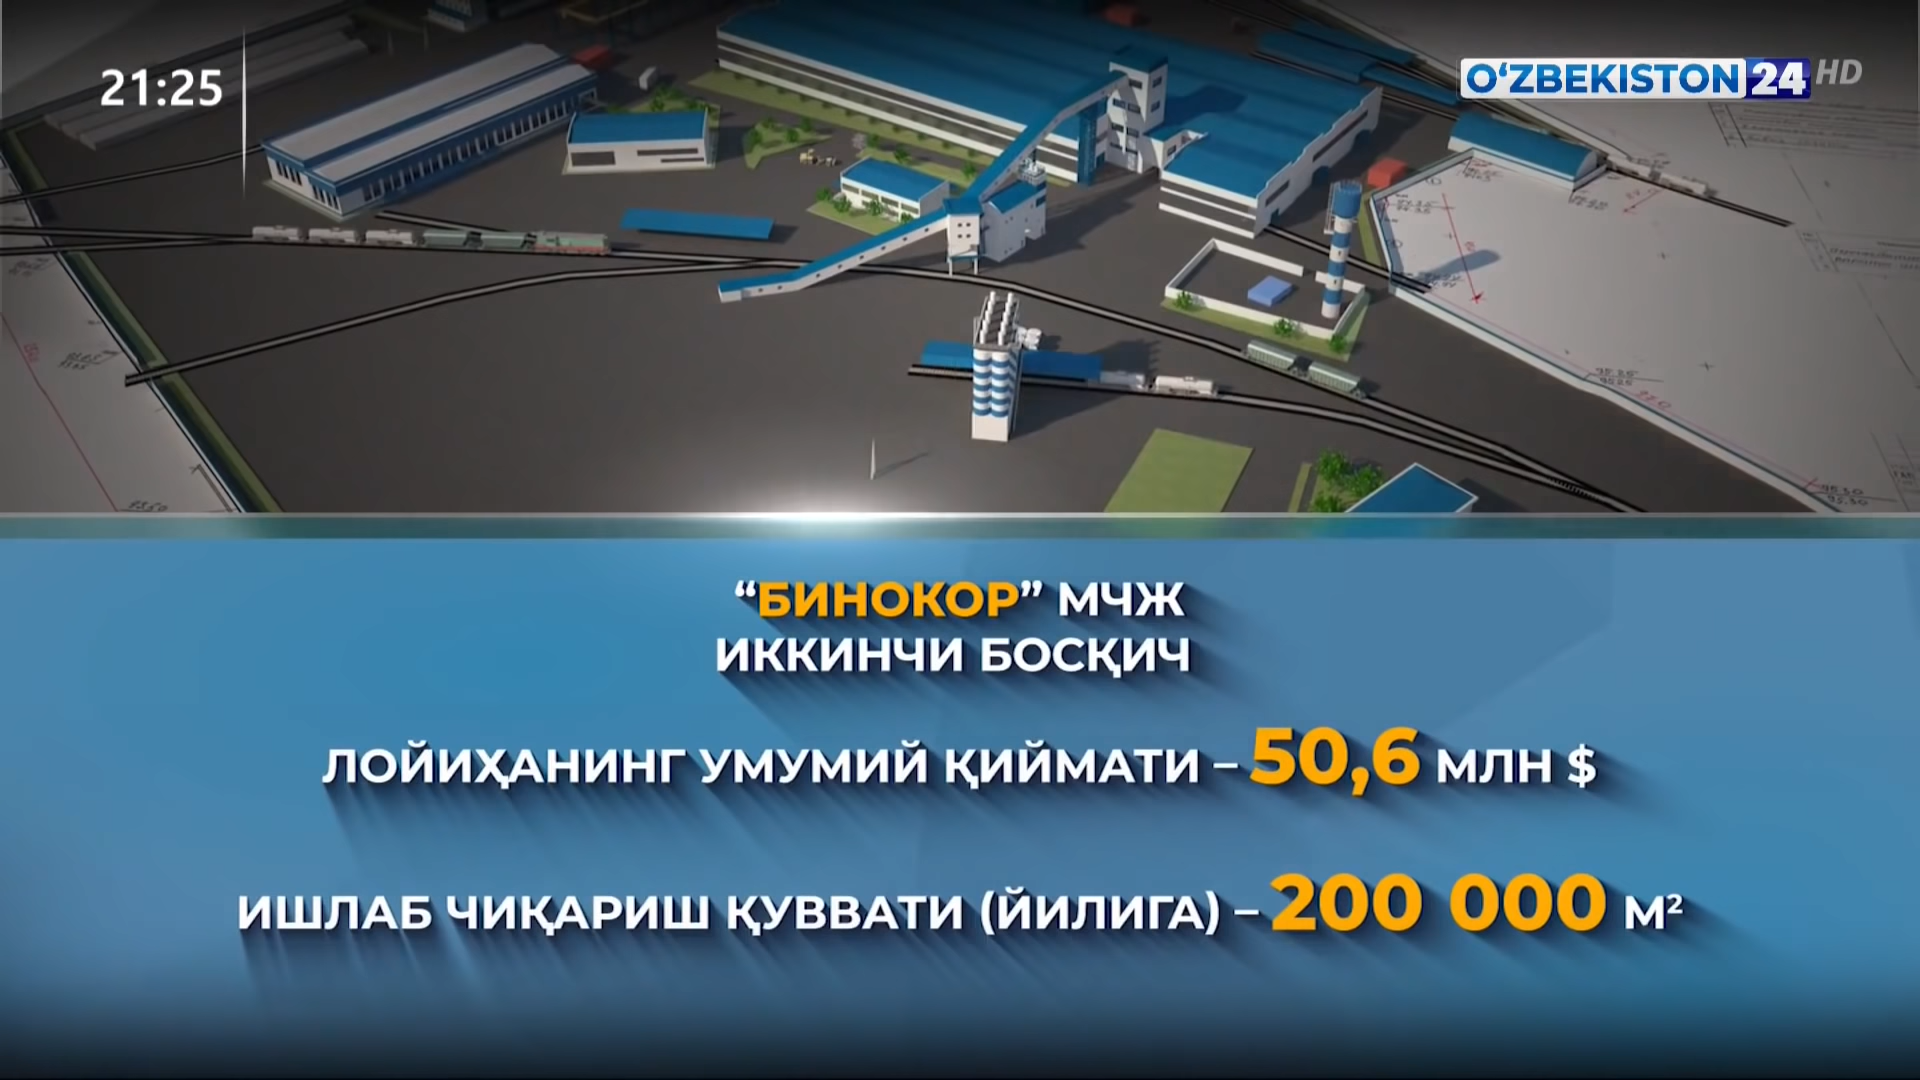 21:25
O‘ZBEKISTON 24 HD
“БИНОКОР” МЧЖ
ИККИНЧИ БОСҚИЧ
ЛОЙИҲАНИНГ УМУМИЙ ҚИЙМАТИ – 50,6 МЛН $
ИШЛАБ ЧИҚАРИШ ҚУВВАТИ (ЙИЛИГА) – 200 000 М²